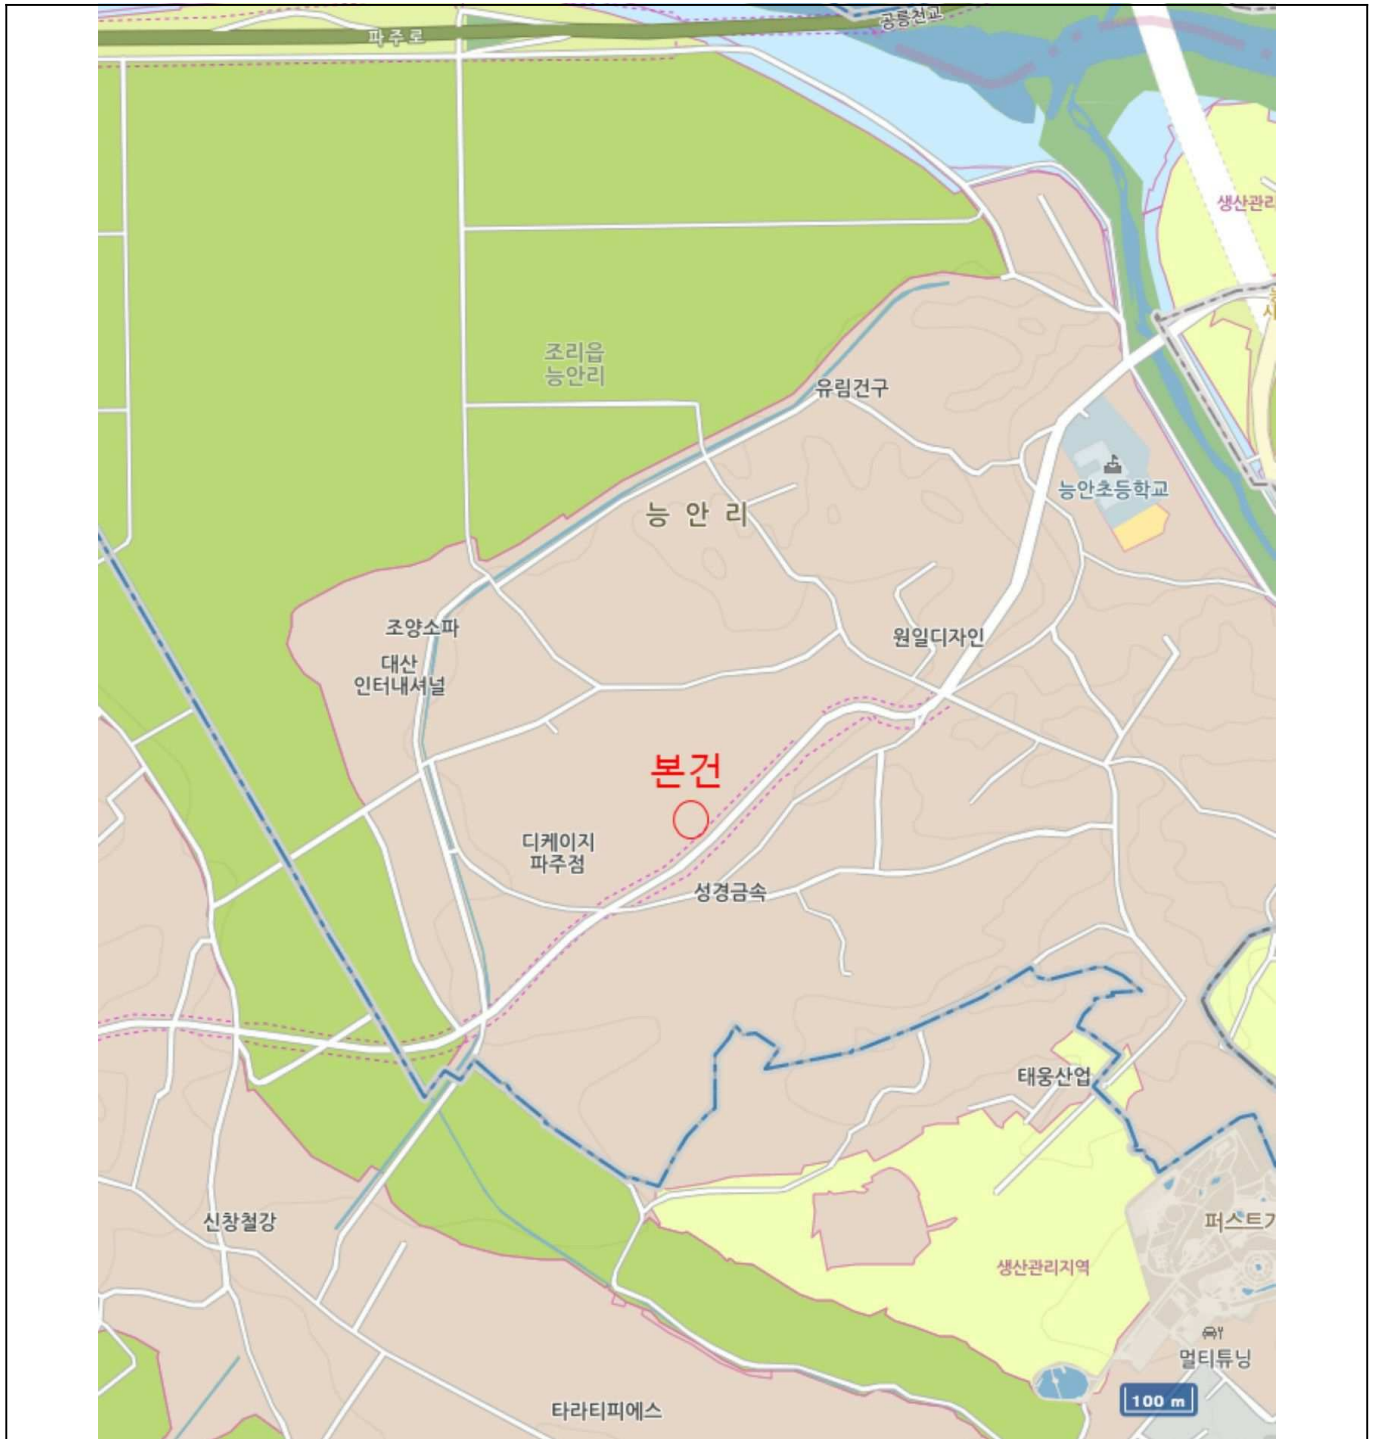 공릉천교
파주로
생산관리
조리읍
능안리
유림건구
능안초등학교
능 안 리
조양소파
원일디자인
대산
인터내셔널
본건
디케이지
파주점
성경금속
태웅산업
신창철강
퍼스트가
생산관리지역
멀티튜닝
100 m
타라티피에스